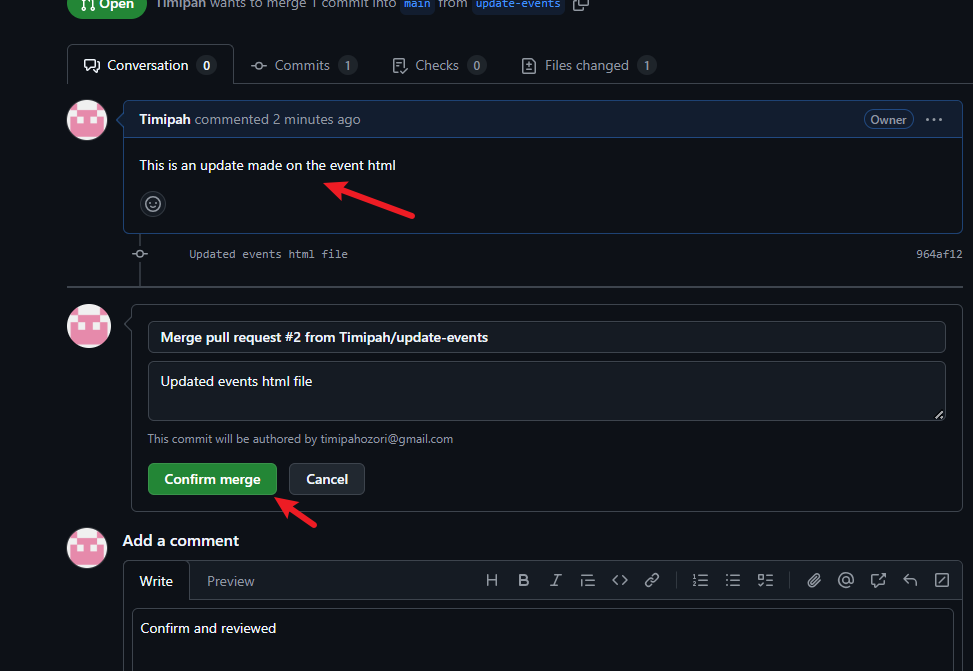 Open Timipah wants to merge 1 commit into main from update-events
Conversation 0 Commits 1 Checks 0 Files changed 1
Timipah commented 2 minutes ago Owner
This is an update made on the event html
Updated events html file 964af12
Merge pull request #2 from Timipah/update-events
Updated events html file
This commit will be authored by timipahozori@gmail.com
Confirm merge Cancel
Add a comment
Write Preview H B I
Confirm and reviewed